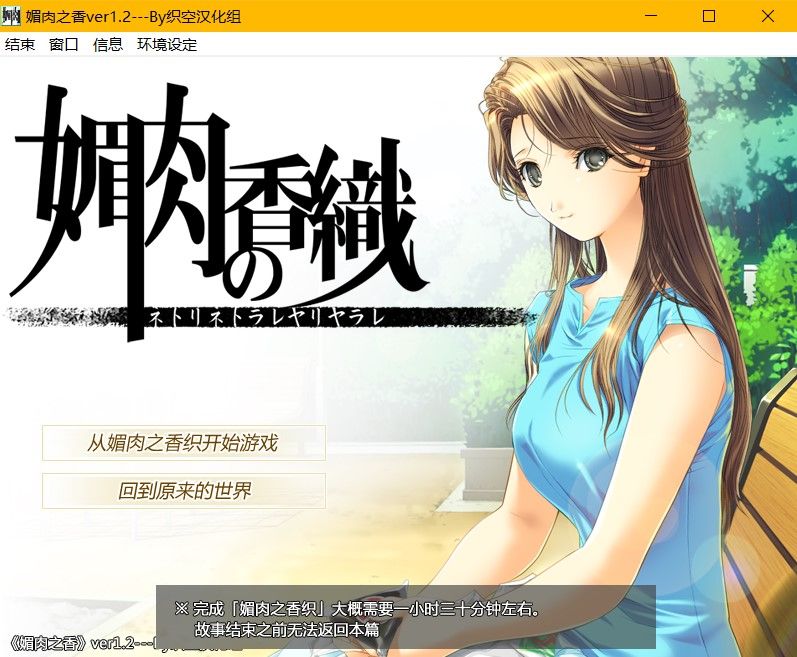 媚肉之香ver1.2---By织空汉化组
结束 窗口 信息 环境设定
媚肉の香織
ネトリネトラレヤリヤラレ
从媚肉之香织开始游戏
回到原来的世界
※ 完成「媚肉之香织」大概需要一小时三十分钟左右。
故事结束之前无法返回本篇
《媚肉之香》ver1.2---By